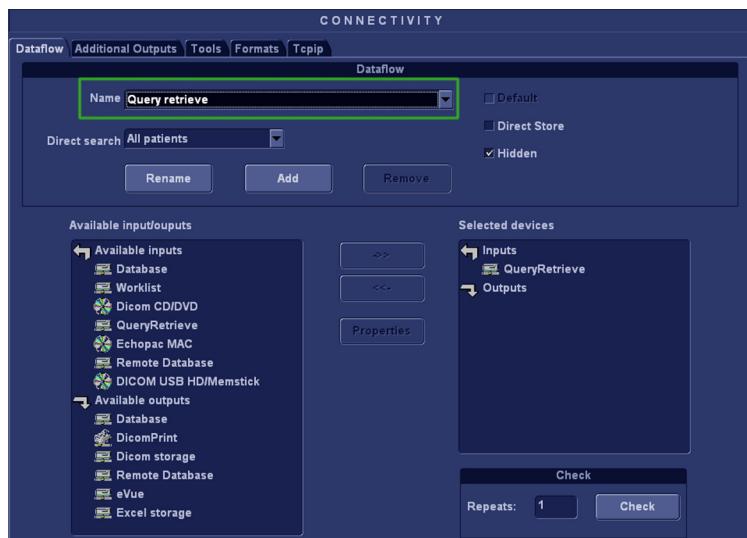 CONNECTIVITY
Dataflow Additional Outputs Tools Formats Tcpip
Dataflow
Name Query retrieve
Default
Direct Store
Direct search All patients
Hidden
Rename Add Remove
Available input/ouputs
Available inputs
Database
Worklist
Dicom CD/DVD
QueryRetrieve
Echopac MAC
Remote Database
DICOM USB HD/Memstick
Available outputs
Database
DicomPrint
Dicom storage
Remote Database
eVue
Excel storage
->>
<<-
Properties
Selected devices
Inputs
QueryRetrieve
Outputs
Check
Repeats: 1 Check